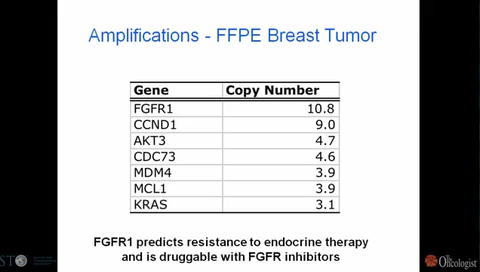 Amplifications - FFPE Breast Tumor
Gene Copy Number
FGFR1 10.8
CCND1 9.0
AKT3 4.7
CDC73 4.6
MDM4 3.9
MCL1 3.9
KRAS 3.1
FGFR1 predicts resistance to endocrine therapy
and is druggable with FGFR inhibitors
STO
The Oncologist